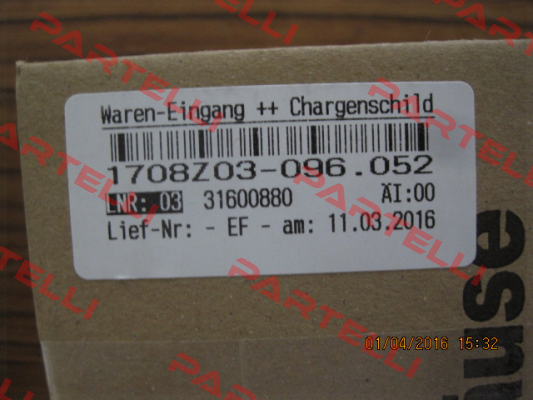 Waren-Eingang ++ Chargenschild
1708Z03-096.052
LNR: 03 31600880 ÄI:00
Lief-Nr: - EF - am: 11.03.2016
use
01/04/2016 15:32
PARTELLI
PARTELLI
PARTELLI
PARTELLI
PARTELLI
PARTELLI